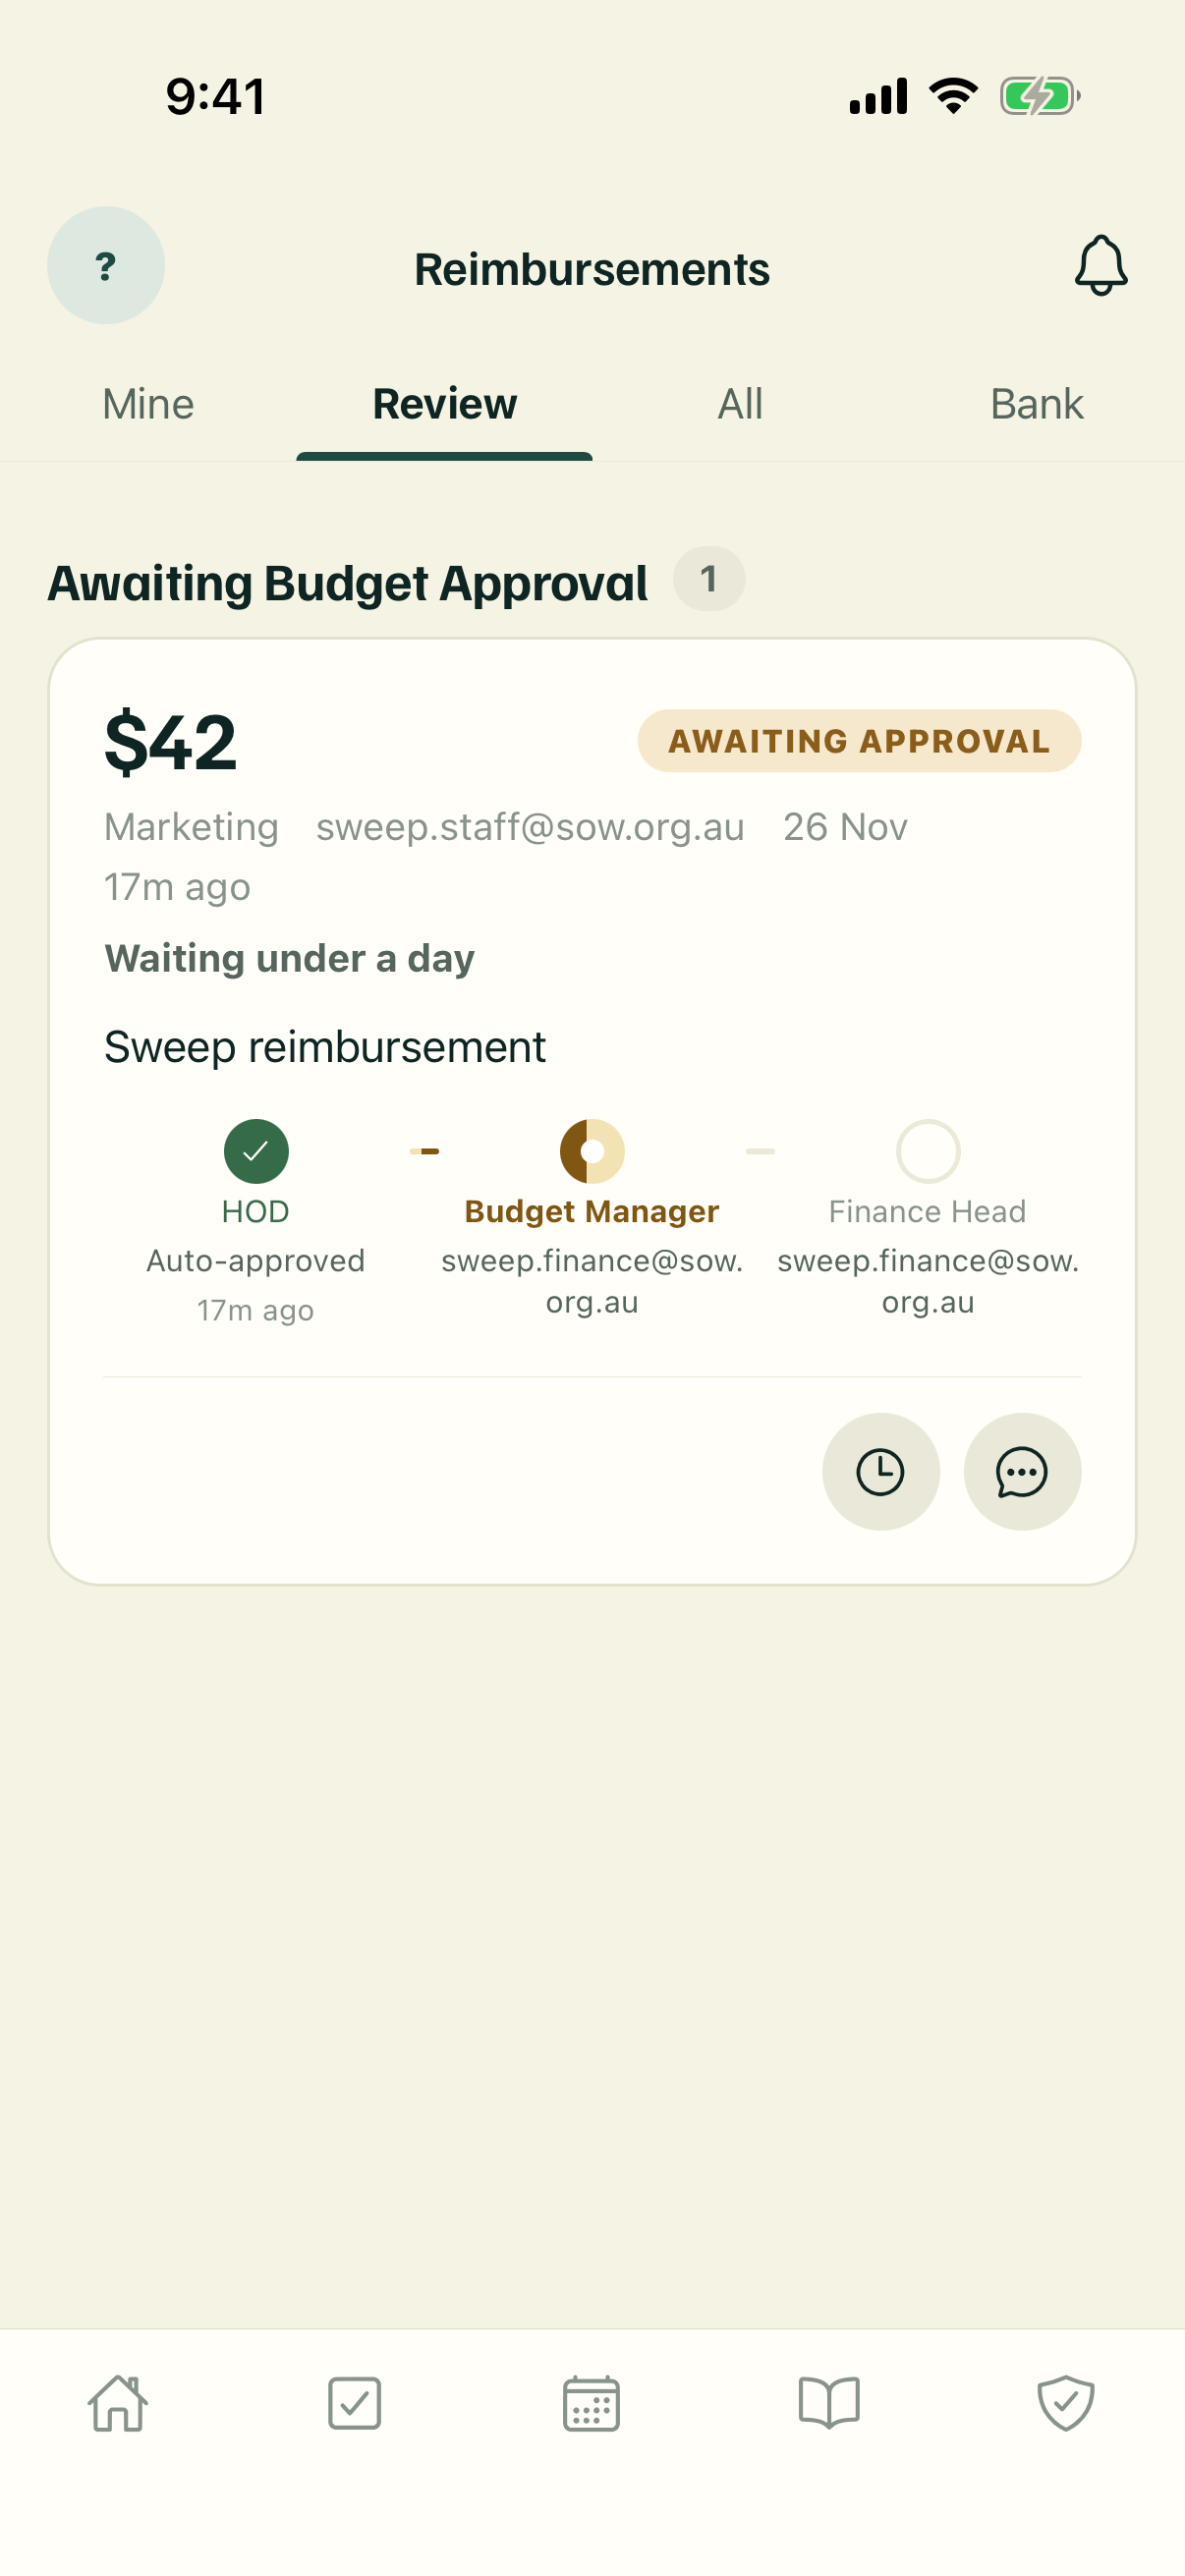 9:41
?
Reimbursements
Mine Review All Bank
Awaiting Budget Approval 1
$42 AWAITING APPROVAL
Marketing sweep.staff@sow.org.au 26 Nov
17m ago
Waiting under a day
Sweep reimbursement
HOD Budget Manager Finance Head
Auto-approved sweep.finance@sow. sweep.finance@sow.
17m ago org.au org.au